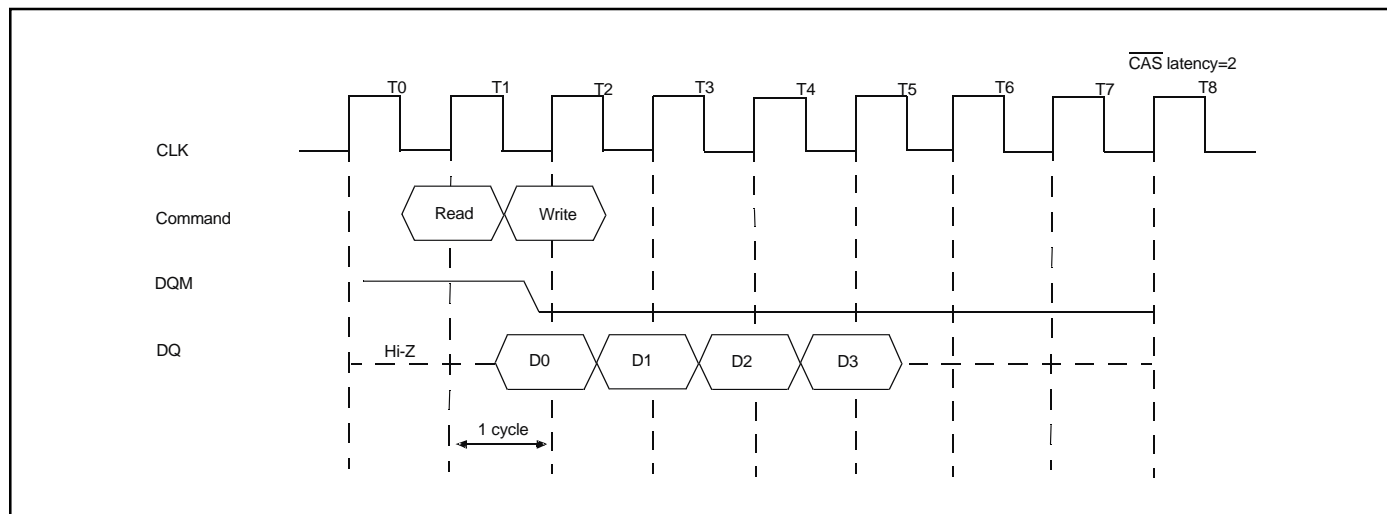 CAS latency=2
T0 T1 T2 T3 T4 T5 T6 T7 T8
CLK
Command Read Write
DQM
DQ Hi-Z D0 D1 D2 D3
1 cycle